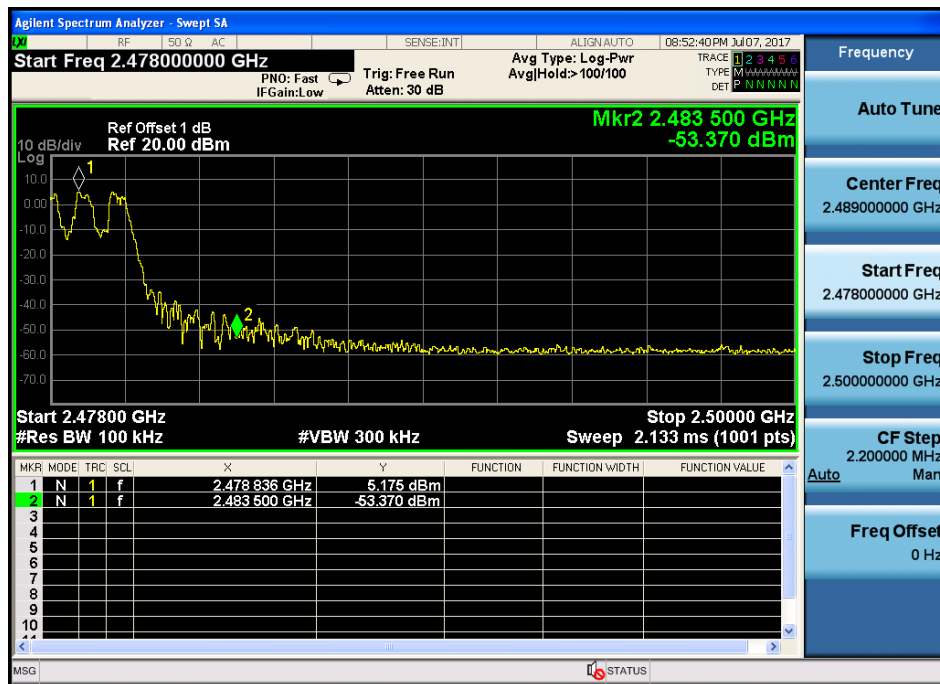 Agilent Spectrum Analyzer - Swept SA
LXI RF 50 Ω AC SENSE:INT ALIGN AUTO 08:52:40 PM Jul 07, 2017
Start Freq 2.478000000 GHz
PNO: Fast
IFGain:Low
Trig: Free Run
Atten: 30 dB
Avg Type: Log-Pwr
Avg|Hold:>100/100
TRACE 1 2 3 4 5 6
TYPE M
DET P N N N N N
Mkr2 2.483 500 GHz
-53.370 dBm
Ref Offset 1 dB
10 dB/div Ref 20.00 dBm
Log
10.0
0.00
-10.0
-20.0
-30.0
-40.0
-50.0
-60.0
-70.0
1
2
Start 2.47800 GHz Stop 2.50000 GHz
#Res BW 100 kHz #VBW 300 kHz Sweep 2.133 ms (1001 pts)
MKR MODE TRC SCL X Y FUNCTION FUNCTION WIDTH FUNCTION VALUE
1 N 1 f 2.478 836 GHz 5.175 dBm
2 N 1 f 2.483 500 GHz -53.370 dBm
3
4
5
6
7
8
9
10
11
MSG STATUS
Frequency
Auto Tune
Center Freq
2.489000000 GHz
Start Freq
2.478000000 GHz
Stop Freq
2.500000000 GHz
CF Step
2.200000 MHz
Auto Man
Freq Offset
0 Hz